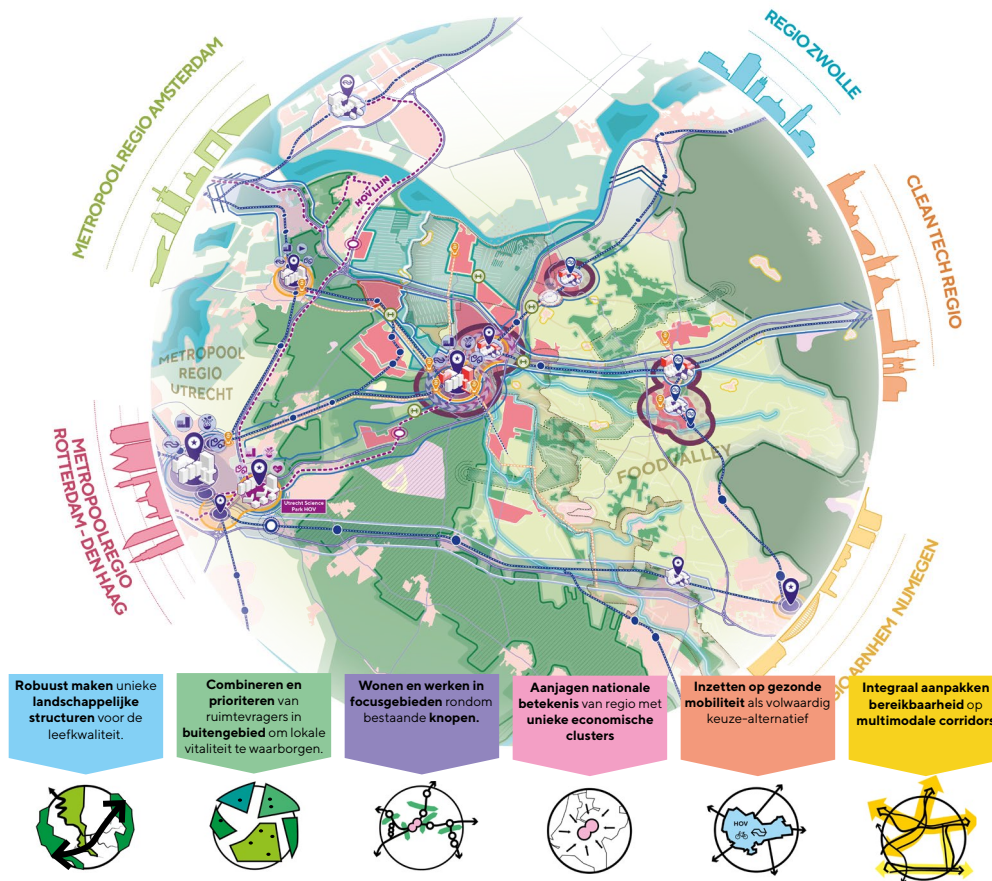 METROPOOL REGIO AMSTERDAM
REGIO ZWOLLE
CLEAN TECH REGIO
HOV LIJN
METROPOOL
REGIO
UTRECHT
METROPOOLREGIO
ROTTERDAM - DEN HAAG
FOODVALLEY
Utrecht Science
Park HOV
GIO ARNHEM NIJMEGEN
Robuust maken unieke
landschappelijke
structuren voor de
leefkwaliteit.
Combineren en
prioriteren van
ruimtevragers in
buitengebied om lokale
vitaliteit te waarborgen.
Wonen en werken in
focusgebieden rondom
bestaande knopen.
Aanjagen nationale
betekenis van regio met
unieke economische
clusters
Inzetten op gezonde
mobiliteit als volwaardig
keuze-alternatief
Integraal aanpakken
bereikbaarheid op
multimodale corridors
HOV